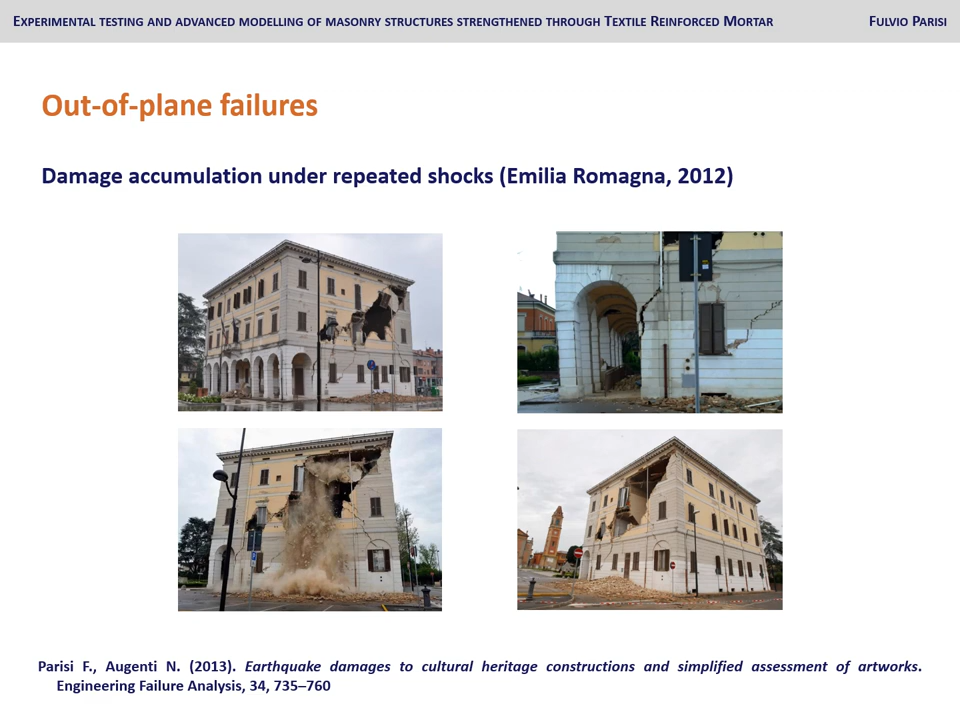 Experimental testing and advanced modelling of masonry structures strengthened through Textile Reinforced Mortar Fulvio Parisi
Out-of-plane failures
Damage accumulation under repeated shocks (Emilia Romagna, 2012)
Parisi F., Augenti N. (2013). Earthquake damages to cultural heritage constructions and simplified assessment of artworks.
Engineering Failure Analysis, 34, 735–760